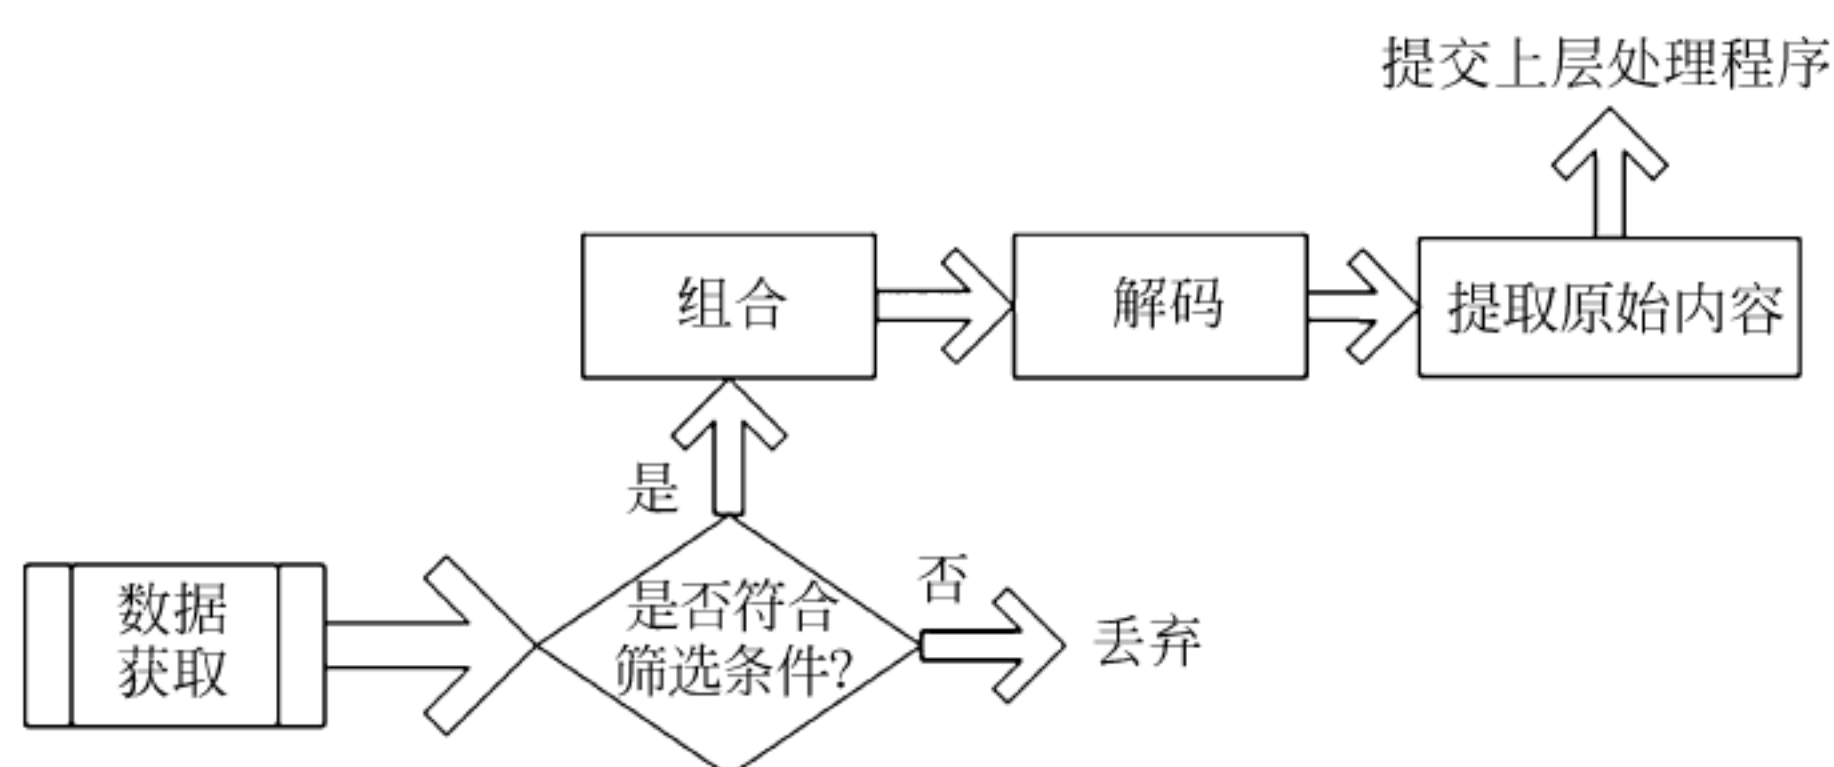 提交上层处理程序
组合
解码
提取原始内容
是
数据
获取
是否符合
筛选条件?
否
丢弃